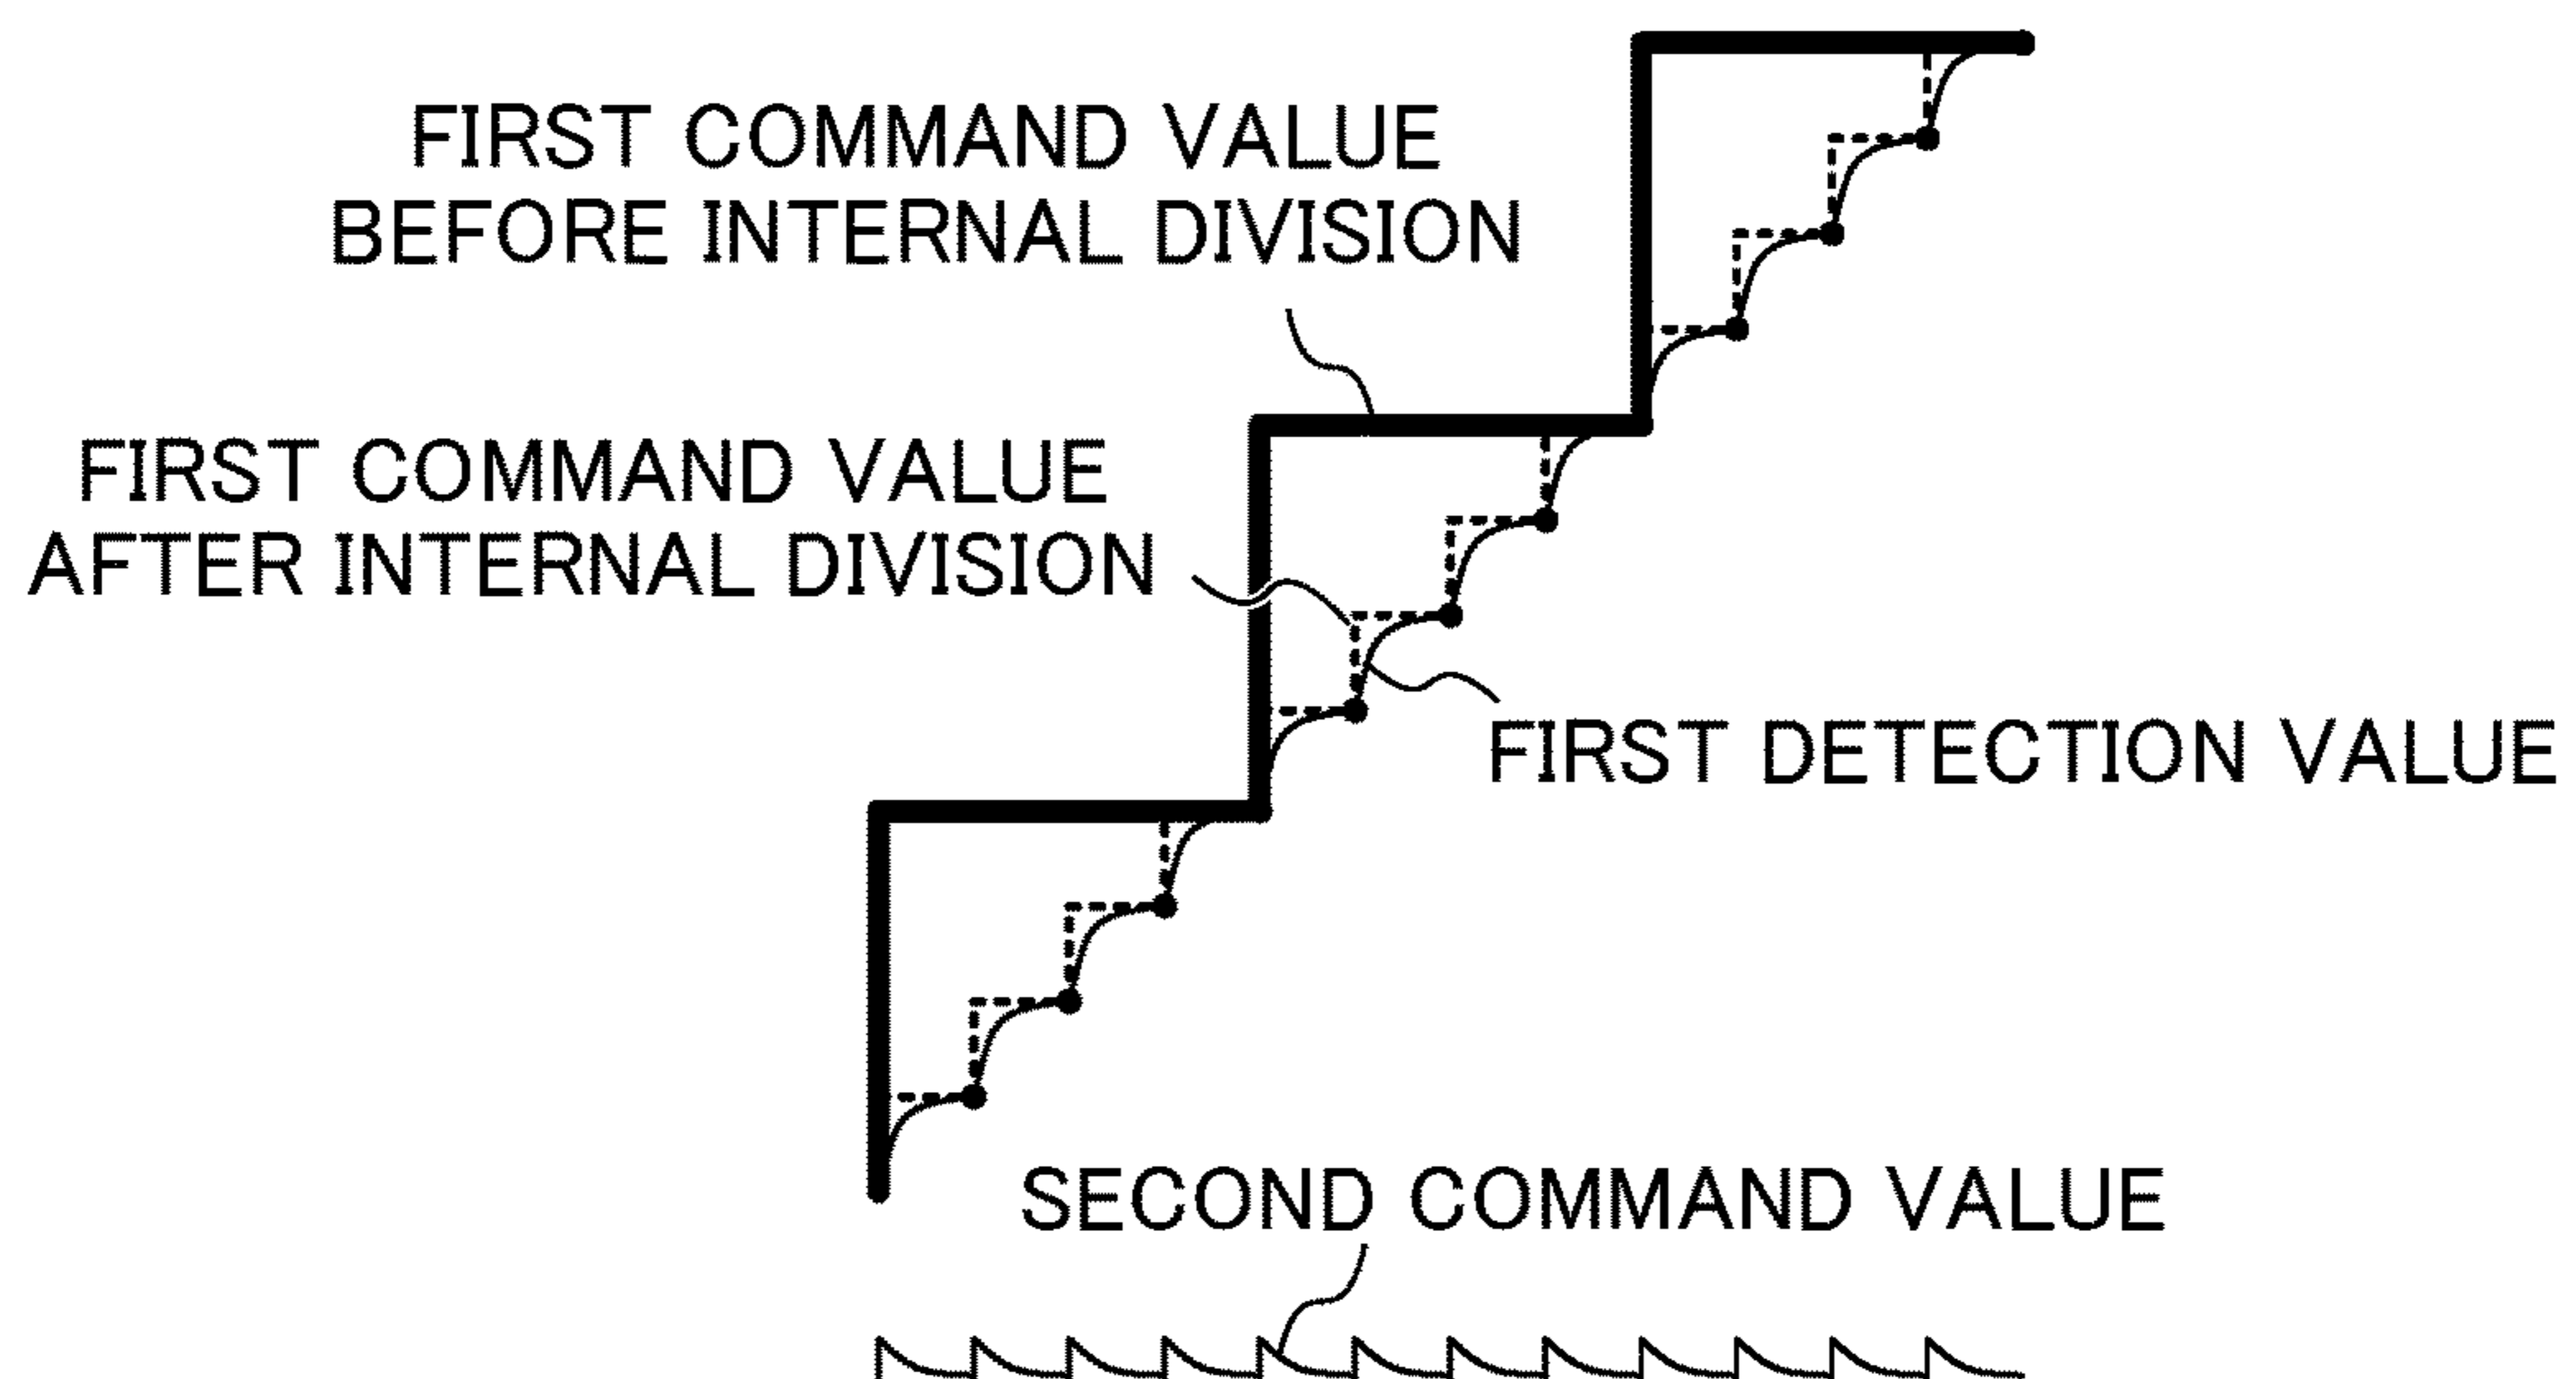 FIRST COMMAND VALUE
BEFORE INTERNAL DIVISION
FIRST COMMAND VALUE
AFTER INTERNAL DIVISION
FIRST DETECTION VALUE
SECOND COMMAND VALUE